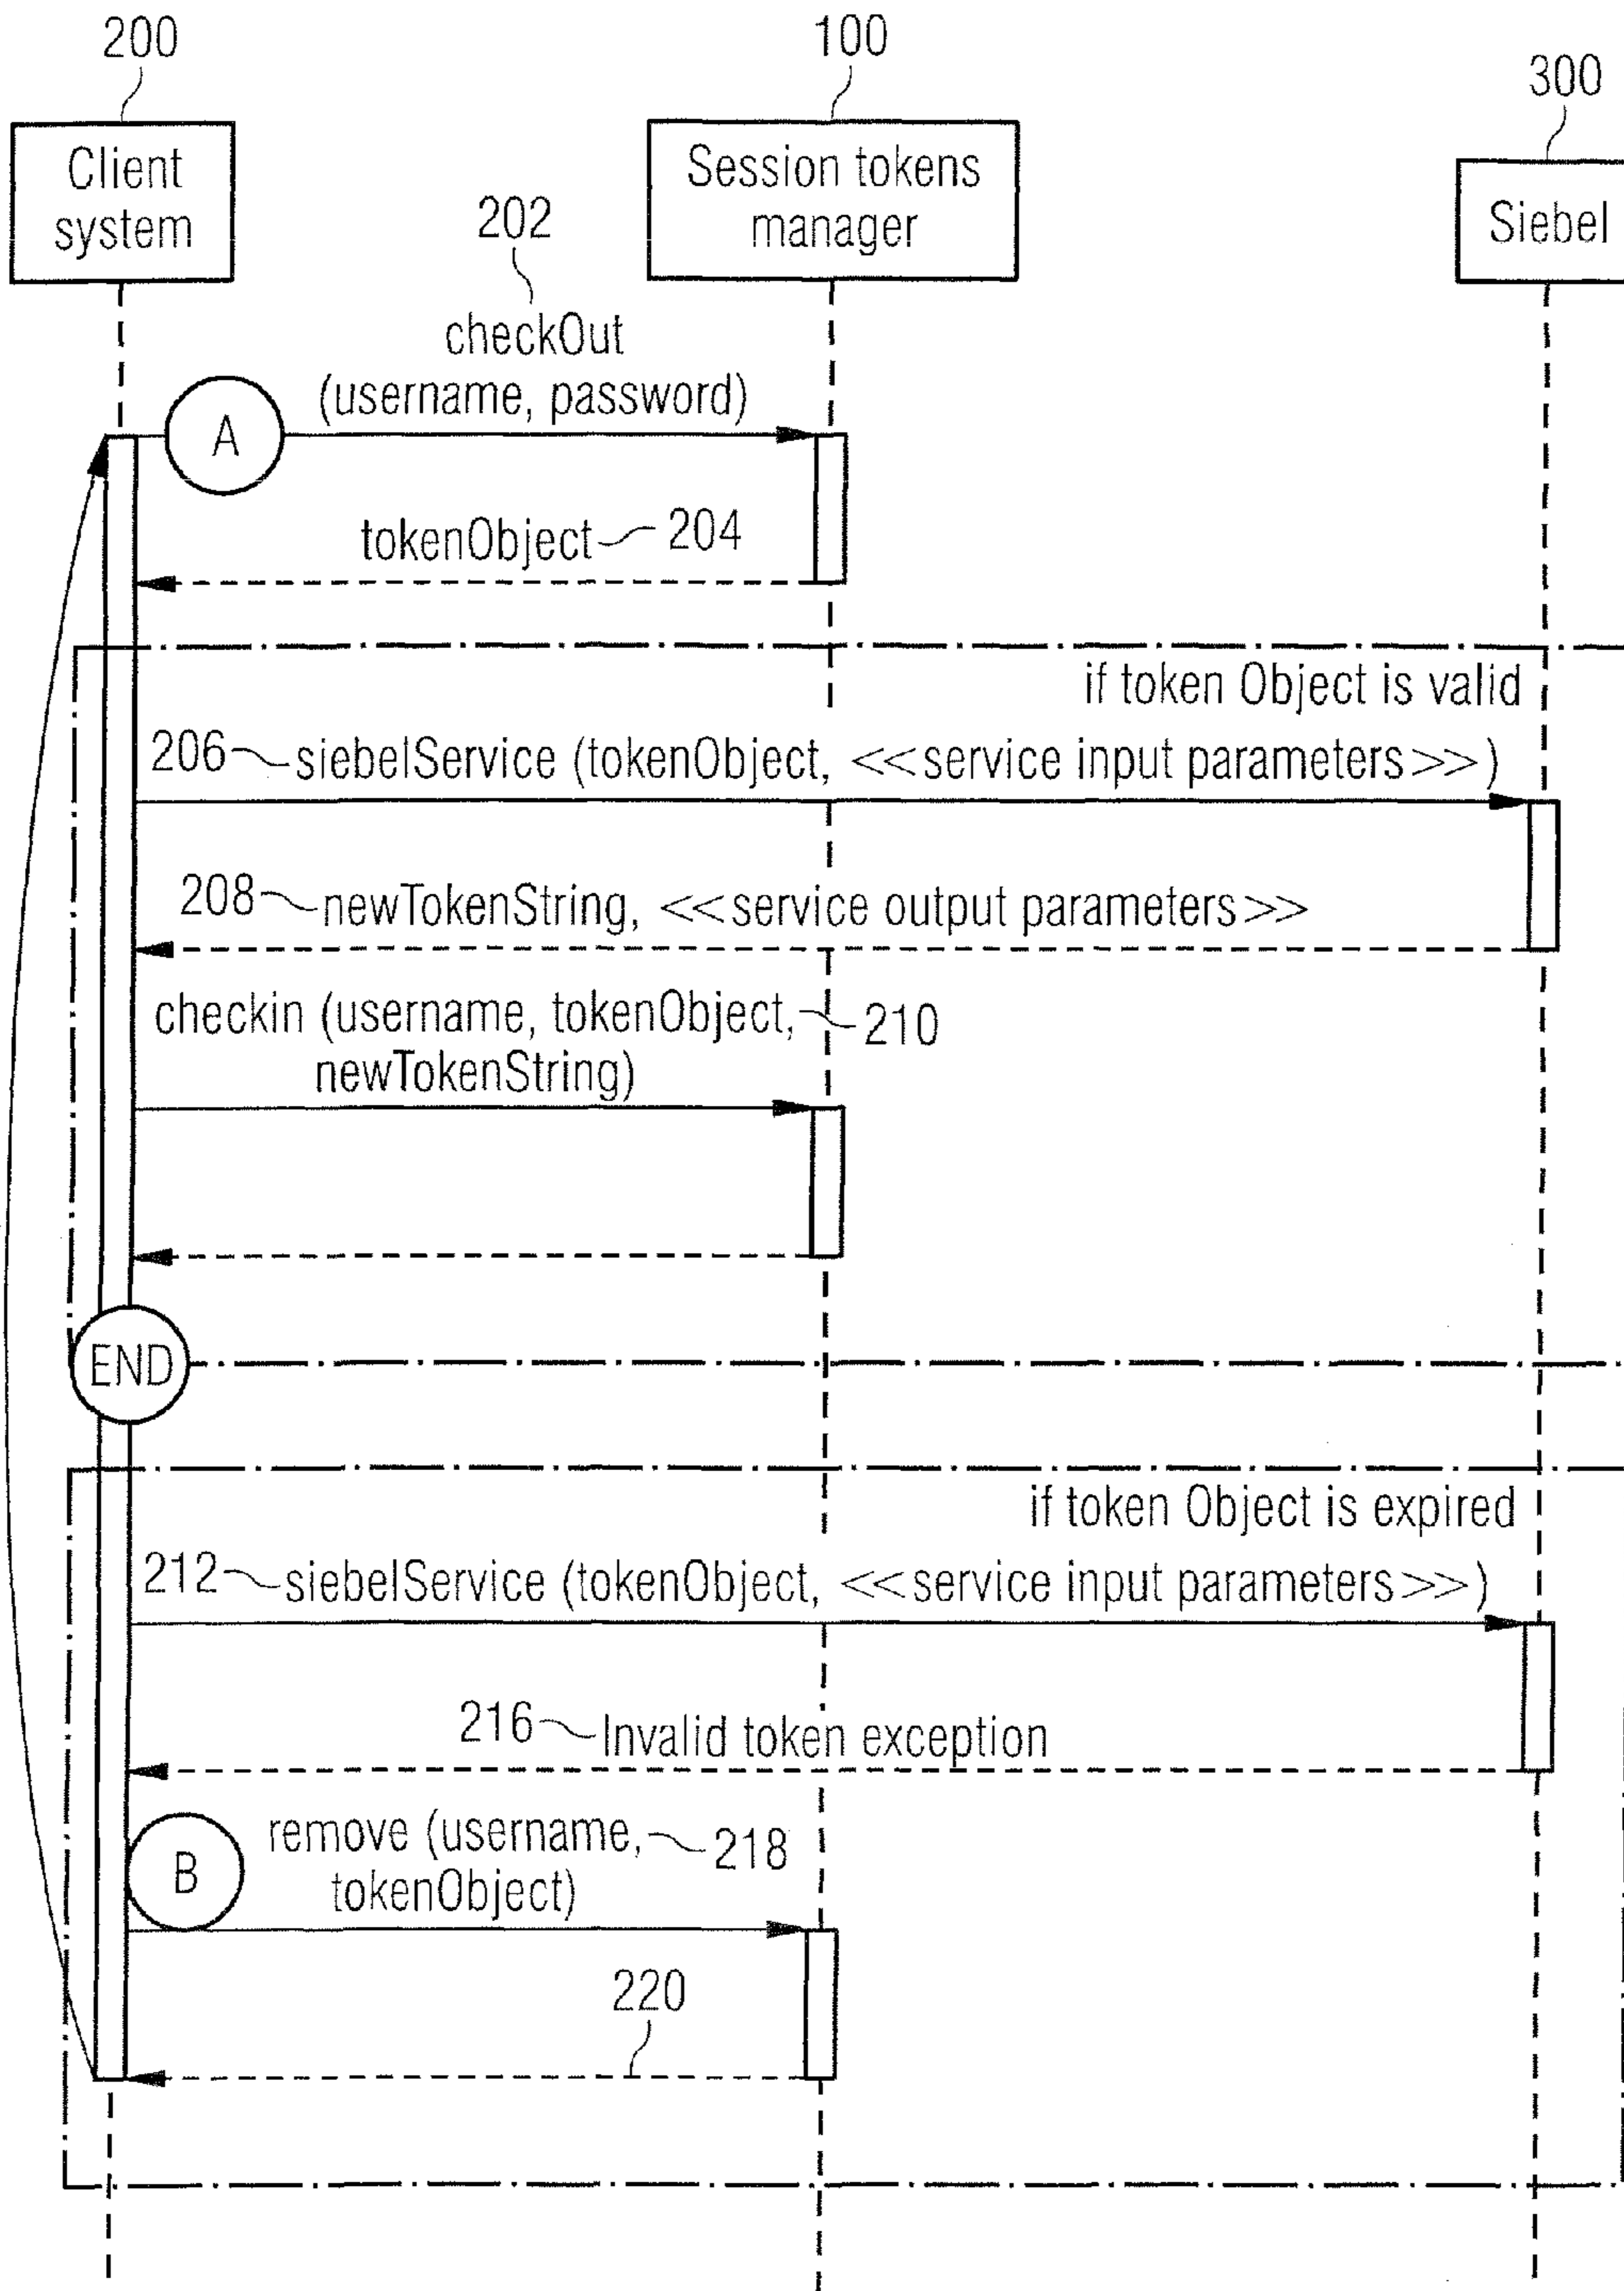 200
100
300
Client
system
Session tokens
manager
Siebel
202
checkOut
(username, password)
A
tokenObject 204
if token Object is valid
206 siebelService (tokenObject, <<service input parameters>>)
208 newTokenString, <<service output parameters>>
checkin (username, tokenObject, 210
newTokenString)
END
if token Object is expired
212 siebelService (tokenObject, <<service input parameters>>)
216 Invalid token exception
B
remove (username, 218
tokenObject)
220